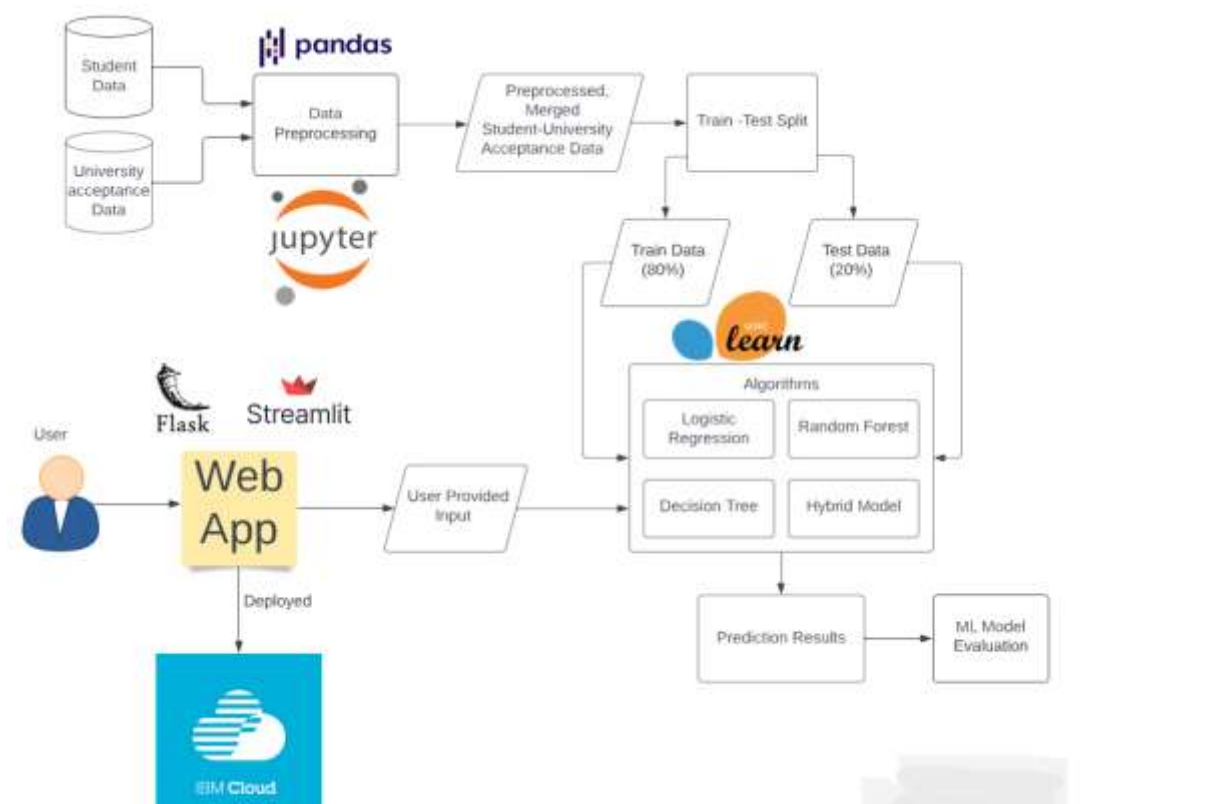 Student
Data
pandas
Data
Preprocessing
Preprocessed,
Merged
Student-University
Acceptance Data
Train -Test Split
University
acceptance
Data
jupyter
Train Data
(80%)
Test Data
(20%)
learn
Algorithms
Logistic
Regression
Random Forest
Decision Tree
Hybrid Model
Flask
Streamlit
User
Web
App
User Provided
Input
Deployed
Prediction Results
ML Model
Evaluation
IBM Cloud